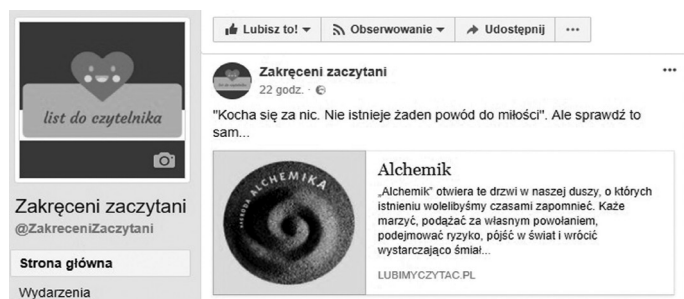 Lubisz to! Obserwowanie Udostępnij ...
list do czytelnika
Zakręceni zaczytani
@ZakreceniZaczytani
Strona główna
Wydarzenia
Zakręceni zaczytani ...
22 godz. ·
"Kocha się za nic. Nie istnieje żaden powód do miłości". Ale sprawdź to
sam...
ALCHEMIKA
Alchemik
„Alchemik" otwiera te drzwi w naszej duszy, o których
istnieniu wolelibyśmy czasami zapomnieć. Każe
marzyć, podążać za własnym powołaniem,
podejmować ryzyko, pójść w świat i wrócić
wystarczająco śmiał...
LUBIMYCZYTAC.PL